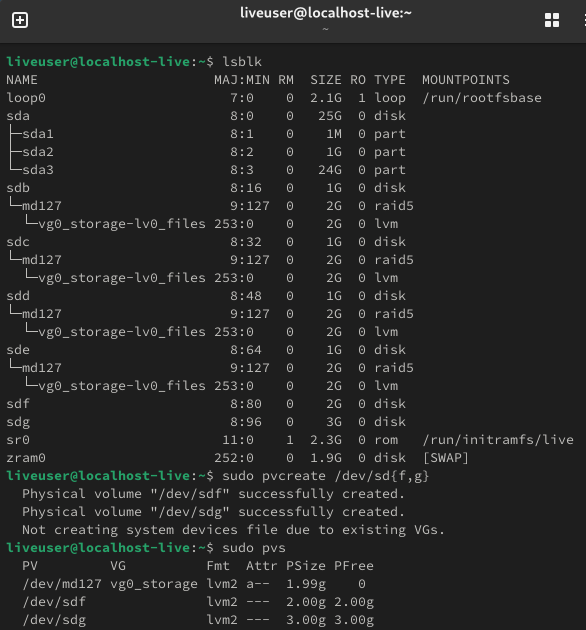 liveuser@localhost-live:~
~
liveuser@localhost-live:~$ lsblk
NAME                        MAJ:MIN RM  SIZE RO TYPE  MOUNTPOINTS
loop0                         7:0    0  2.1G  1 loop  /run/rootfsbase
sda                           8:0    0   25G  0 disk
├─sda1                        8:1    0    1M  0 part
├─sda2                        8:2    0    1G  0 part
└─sda3                        8:3    0   24G  0 part
sdb                           8:16   0    1G  0 disk
└─md127                       9:127  0    2G  0 raid5
  └─vg0_storage-lv0_files 253:0    0    2G  0 lvm
sdc                           8:32   0    1G  0 disk
└─md127                       9:127  0    2G  0 raid5
  └─vg0_storage-lv0_files 253:0    0    2G  0 lvm
sdd                           8:48   0    1G  0 disk
└─md127                       9:127  0    2G  0 raid5
  └─vg0_storage-lv0_files 253:0    0    2G  0 lvm
sde                           8:64   0    1G  0 disk
└─md127                       9:127  0    2G  0 raid5
  └─vg0_storage-lv0_files 253:0    0    2G  0 lvm
sdf                           8:80   0    2G  0 disk
sdg                           8:96   0    3G  0 disk
sr0                          11:0    1  2.3G  0 rom   /run/initramfs/live
zram0                       252:0    0  1.9G  0 disk  [SWAP]
liveuser@localhost-live:~$ sudo pvcreate /dev/sd{f,g}
  Physical volume "/dev/sdf" successfully created.
  Physical volume "/dev/sdg" successfully created.
  Not creating system devices file due to existing VGs.
liveuser@localhost-live:~$ sudo pvs
  PV         VG          Fmt  Attr PSize PFree
  /dev/md127 vg0_storage lvm2 a--  1.99g    0
  /dev/sdf               lvm2 ---  2.00g 2.00g
  /dev/sdg               lvm2 ---  3.00g 3.00g